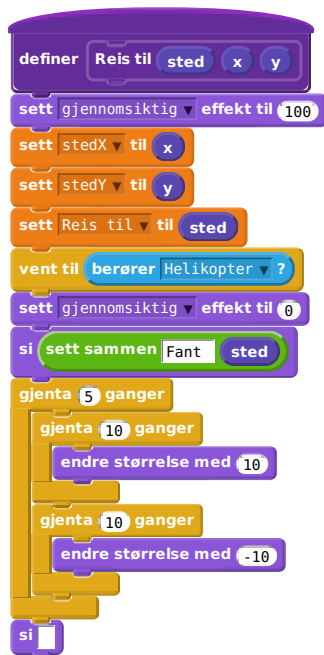 definer Reis til sted x y
sett gjennomsiktig effekt til 100
sett stedX til x
sett stedY til y
sett Reis til til sted
vent til berører Helikopter ?
sett gjennomsiktig effekt til 0
si sett sammen Fant sted
gjenta 5 ganger
gjenta 10 ganger
endre størrelse med 10
gjenta 10 ganger
endre størrelse med -10
si